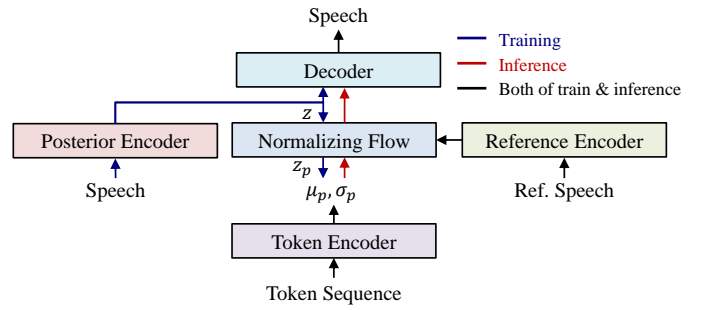 Speech
Training
Decoder
Inference
Both of train & inference
z
Posterior Encoder
Normalizing Flow
Reference Encoder
z_p
Speech
μ_p, σ_p
Ref. Speech
Token Encoder
Token Sequence